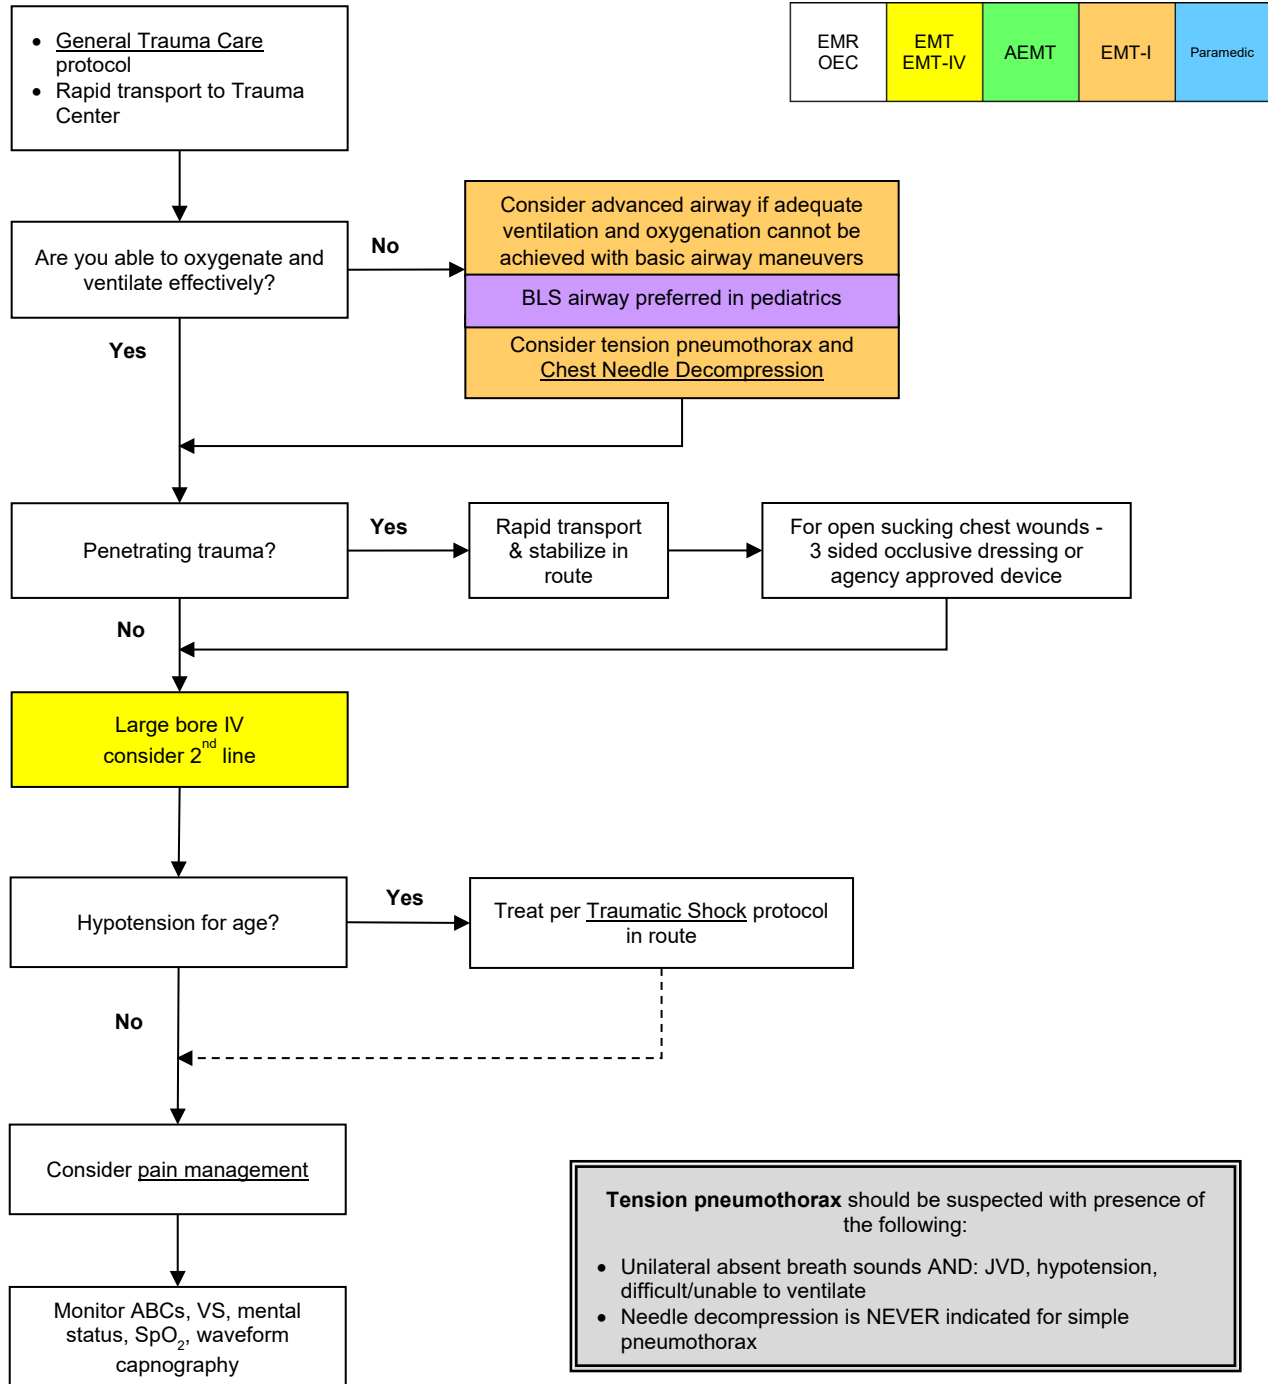 • General Trauma Care
protocol
• Rapid transport to Trauma
Center
EMR
OEC
EMT
EMT-IV
AEMT
EMT-I
Paramedic
Are you able to oxygenate and
ventilate effectively?
No
Consider advanced airway if adequate
ventilation and oxygenation cannot be
achieved with basic airway maneuvers
BLS airway preferred in pediatrics
Consider tension pneumothorax and
Chest Needle Decompression
Yes
Penetrating trauma?
Yes
Rapid transport
& stabilize in
route
For open sucking chest wounds -
3 sided occlusive dressing or
agency approved device
No
Large bore IV
consider 2nd line
Hypotension for age?
Yes
Treat per Traumatic Shock protocol
in route
No
Consider pain management
Monitor ABCs, VS, mental
status, SpO2, waveform
capnography
Tension pneumothorax should be suspected with presence of
the following:
• Unilateral absent breath sounds AND: JVD, hypotension,
difficult/unable to ventilate
• Needle decompression is NEVER indicated for simple
pneumothorax